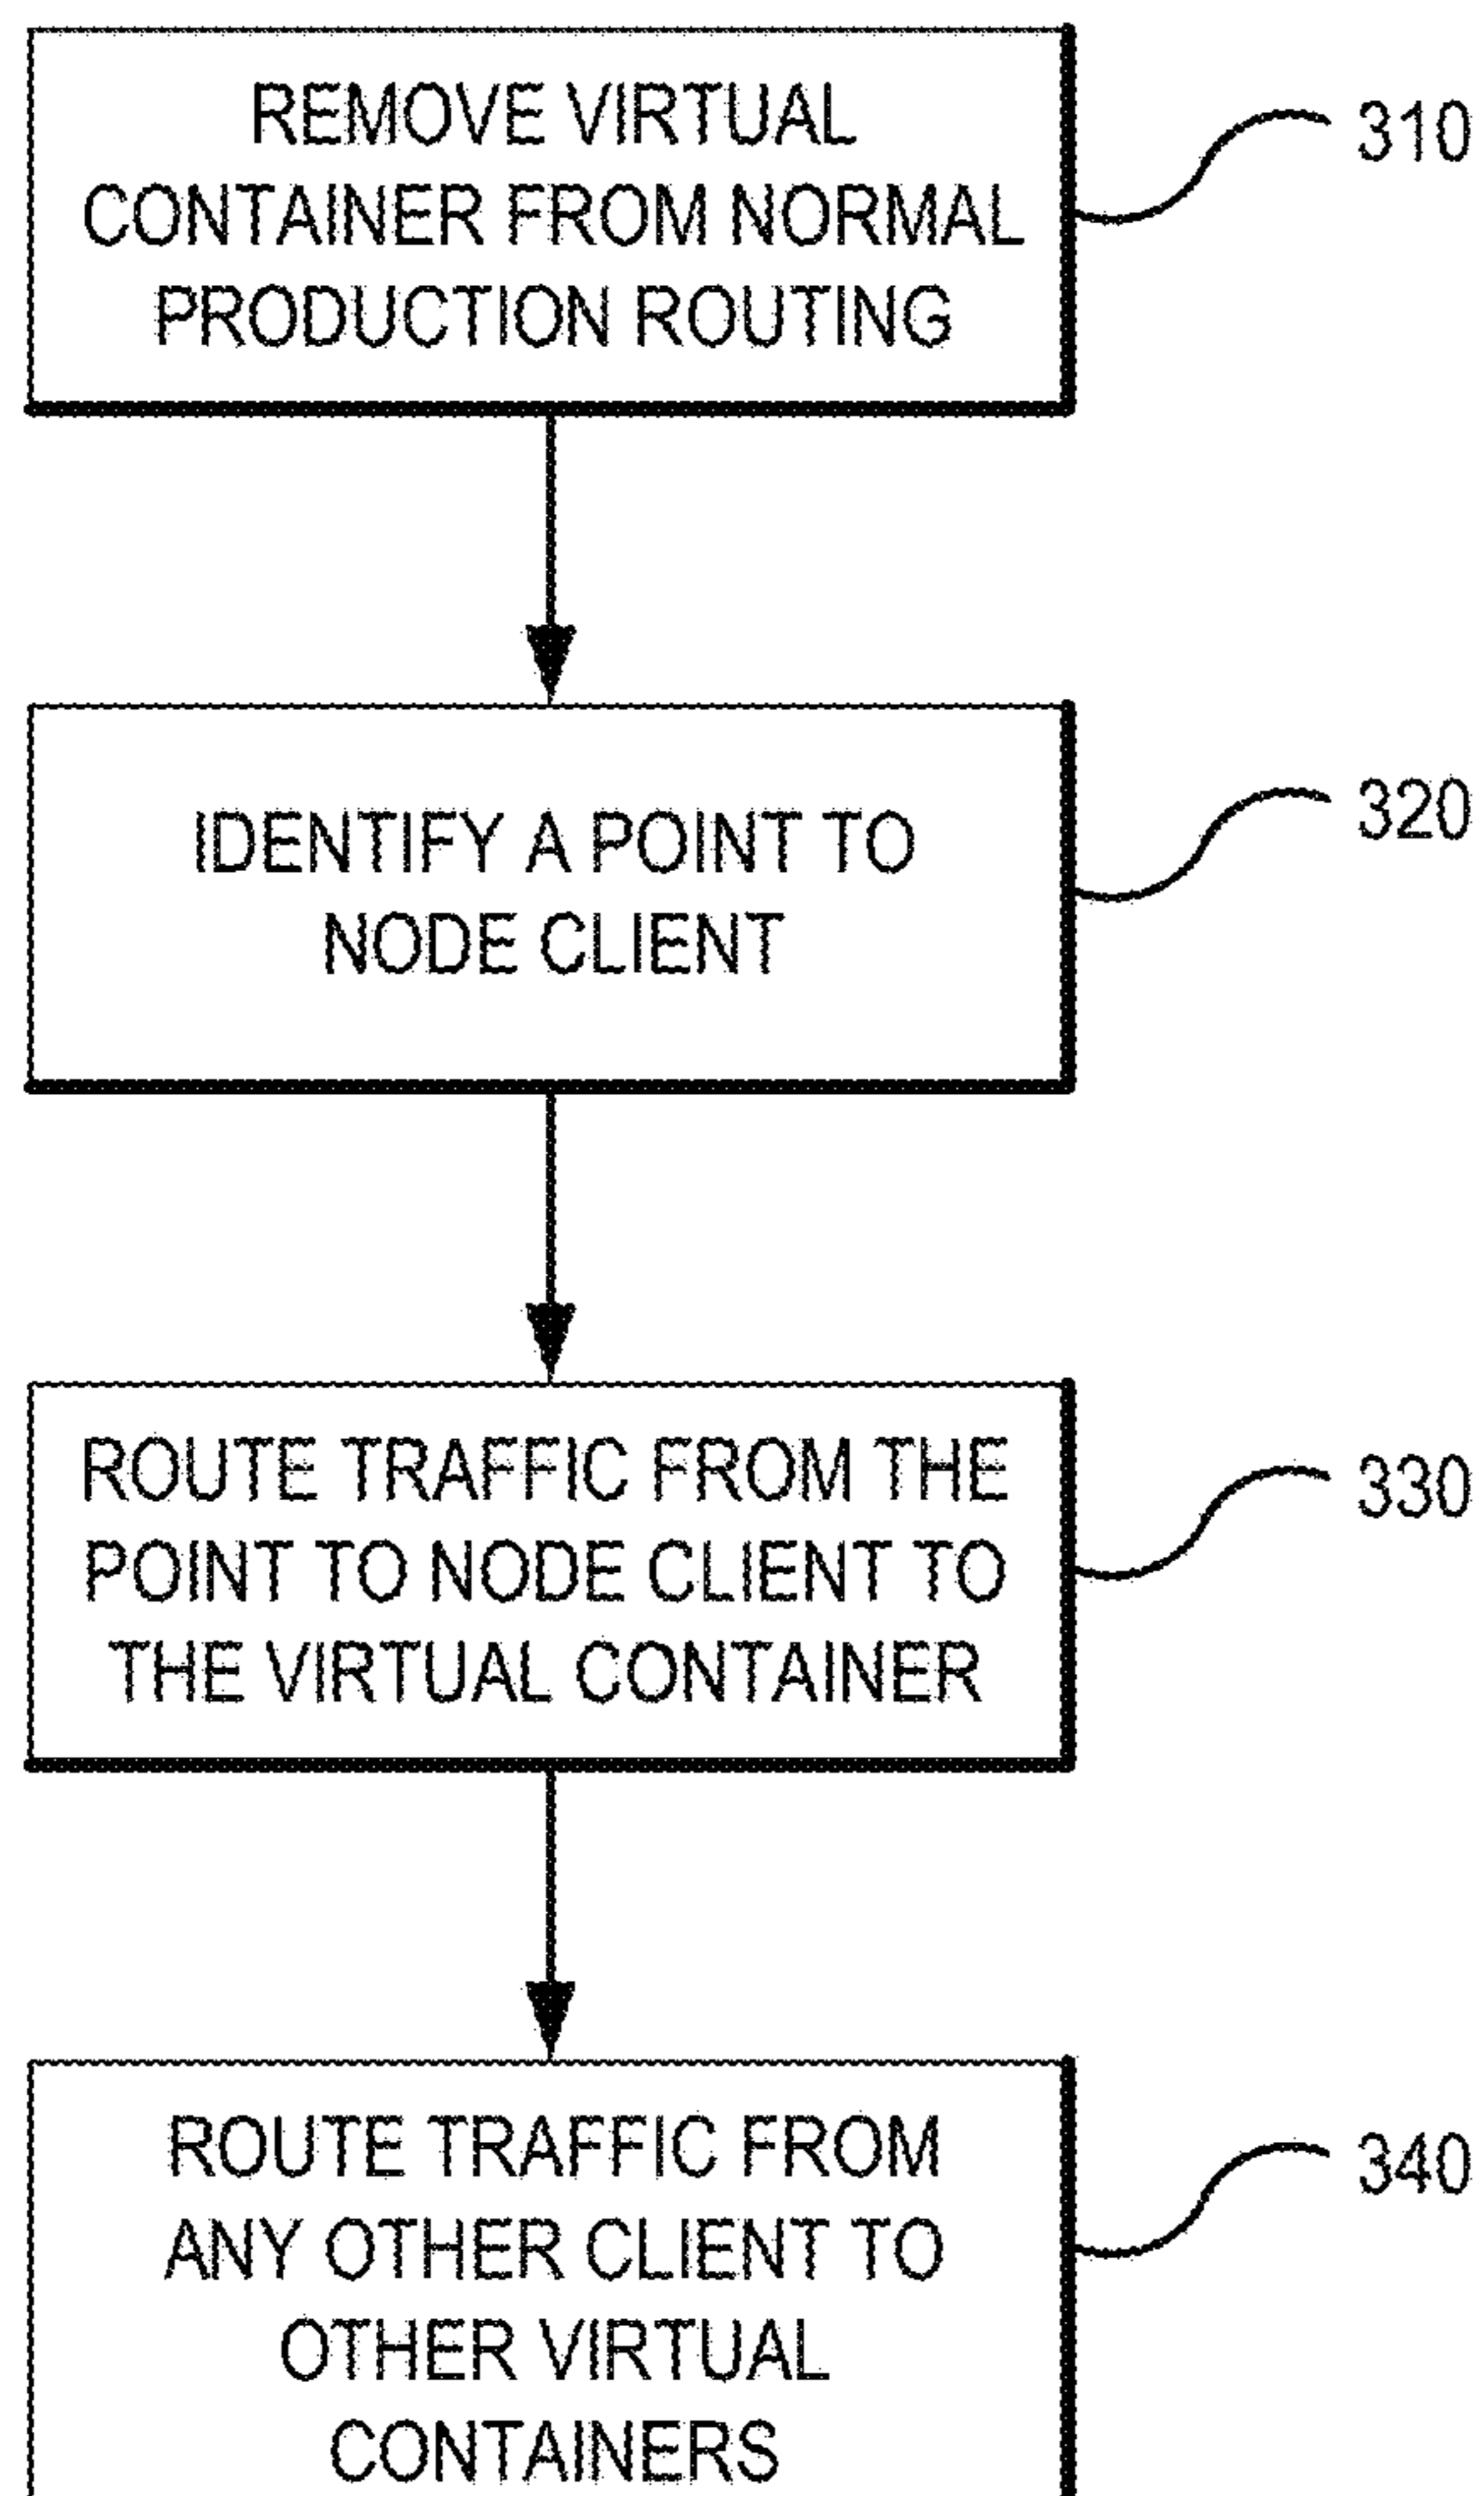 REMOVE VIRTUAL
CONTAINER FROM NORMAL
PRODUCTION ROUTING
310
IDENTIFY A POINT TO
NODE CLIENT
320
ROUTE TRAFFIC FROM THE
POINT TO NODE CLIENT TO
THE VIRTUAL CONTAINER
330
ROUTE TRAFFIC FROM
ANY OTHER CLIENT TO
OTHER VIRTUAL
CONTAINERS
340